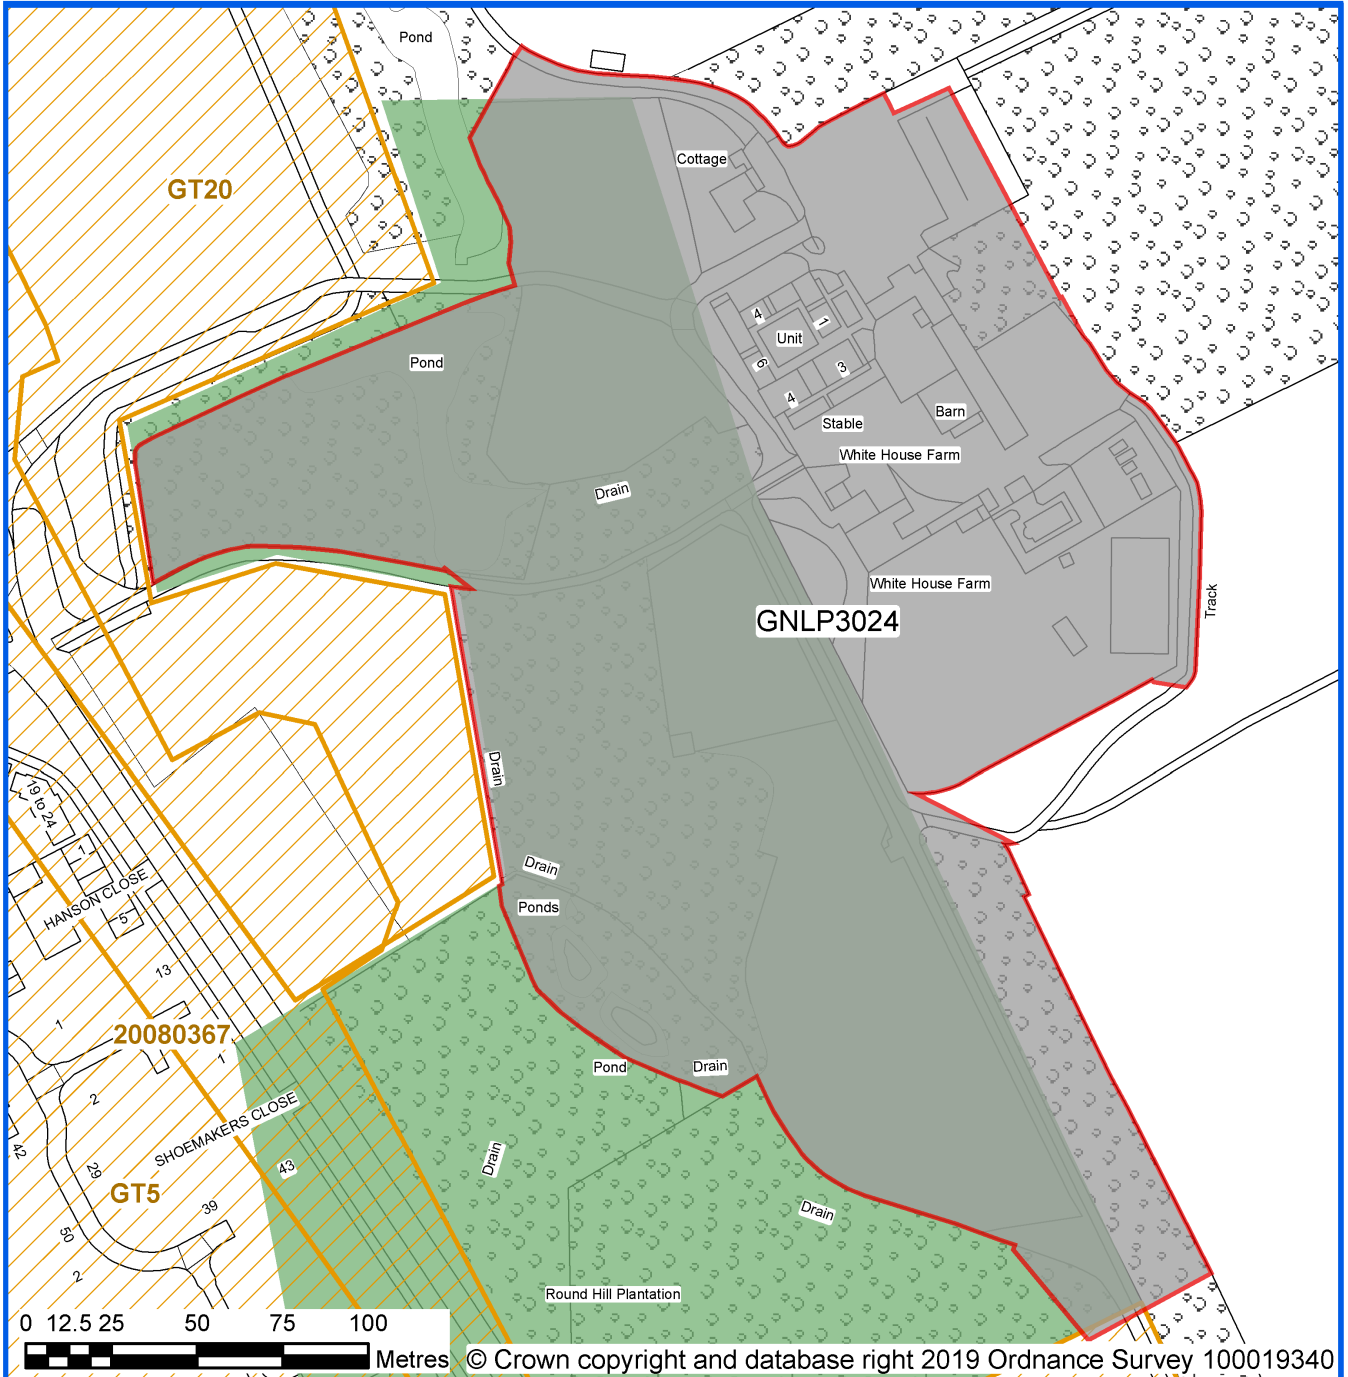 Pond
Cottage
GT20
4
1
Unit
6
3
4
Pond
Stable
Barn
White House Farm
Drain
White House Farm
Track
GNLP3024
Drain
19 to 24
1
Drain
HANSON CLOSE
5
Ponds
13
1
20080367
1
Pond
Drain
2
SHOEMAKERS CLOSE
42
29
43
Drain
GT5
39
Drain
50
2
Round Hill Plantation
0 12.5 25 50 75 100
Metres
© Crown copyright and database right 2019 Ordnance Survey 100019340